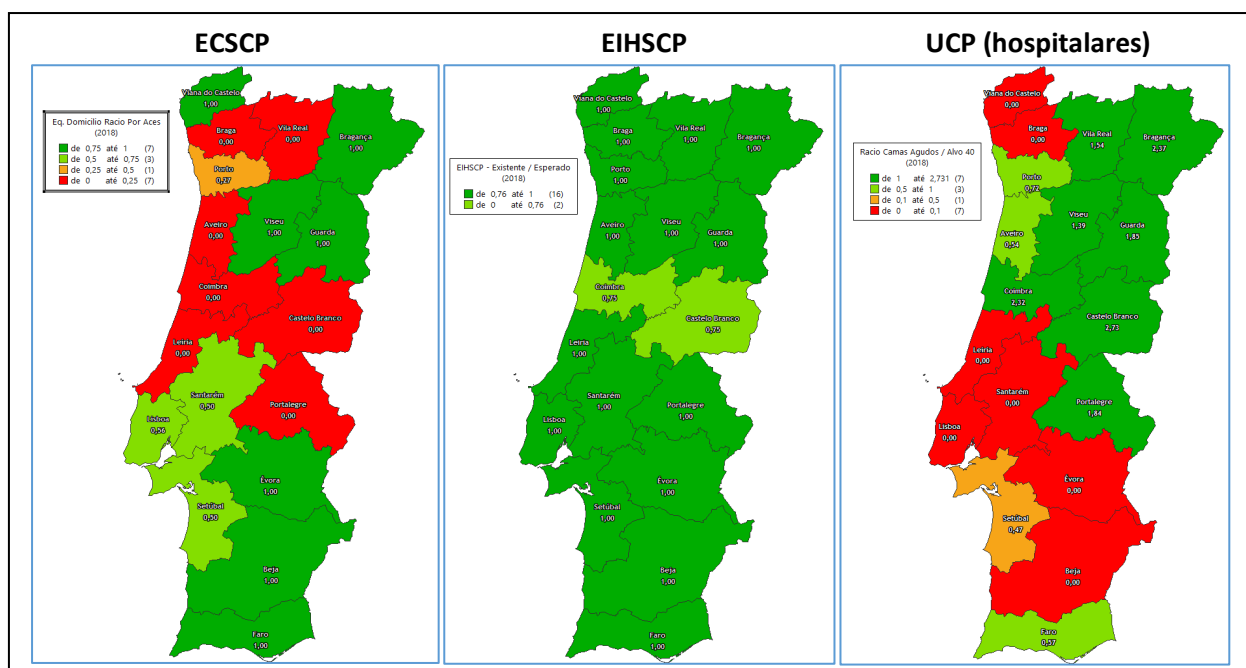 ECSCP
EIHSCP
UCP (hospitalares)
Eq. Domicilio Racio Por Aces
(2018)
de 0,75 até 1 (7)
de 0,5 até 0,75 (3)
de 0,25 até 0,5 (1)
de 0 até 0,25 (7)
Viana do Castelo
1,00
Braga
0,00
Vila Real
0,00
Bragança
1,00
Porto
0,27
Aveiro
0,00
Viseu
1,00
Guarda
1,00
Coimbra
0,00
Castelo Branco
0,00
Leiria
0,00
Santarém
0,50
Portalegre
0,00
Lisboa
0,56
Évora
1,00
Setúbal
0,50
Beja
1,00
Faro
1,00
EIHSCP - Existente / Esperado
(2018)
de 0,76 até 1 (16)
de 0 até 0,76 (2)
Viana do Castelo
1,00
Braga
1,00
Vila Real
1,00
Bragança
1,00
Porto
1,00
Aveiro
1,00
Viseu
1,00
Guarda
1,00
Coimbra
0,75
Castelo Branco
0,75
Leiria
1,00
Santarém
1,00
Portalegre
1,00
Lisboa
1,00
Évora
1,00
Setúbal
1,00
Beja
1,00
Faro
1,00
Racio Camas Agudos / Alvo 40
(2018)
de 1 até 2,731 (7)
de 0,5 até 1 (3)
de 0,1 até 0,5 (1)
de 0 até 0,1 (7)
Viana do Castelo
0,00
Braga
0,00
Vila Real
1,54
Bragança
2,37
Porto
0,72
Aveiro
0,54
Viseu
1,39
Guarda
1,85
Coimbra
2,32
Castelo Branco
2,73
Leiria
0,00
Santarém
0,00
Portalegre
1,84
Lisboa
0,00
Évora
0,00
Setúbal
0,47
Beja
0,00
Faro
0,57